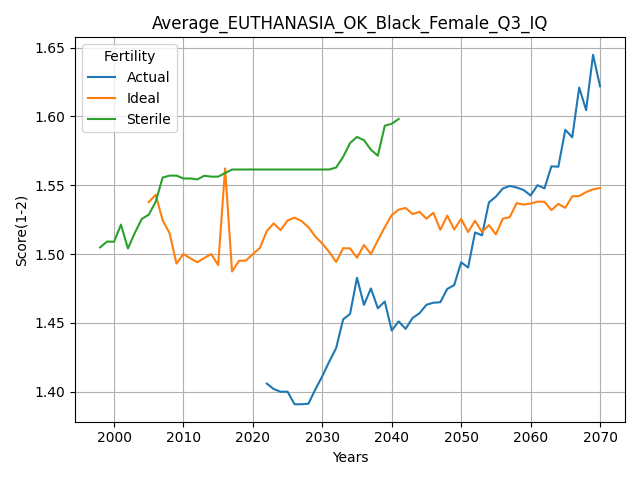 Average_EUTHANASIA_OK_Black_Female_Q3_IQ
Fertility
Actual
Ideal
Sterile
Score(1-2)
1.65
1.60
1.55
1.50
1.45
1.40
2000 2010 2020 2030 2040 2050 2060 2070
Years